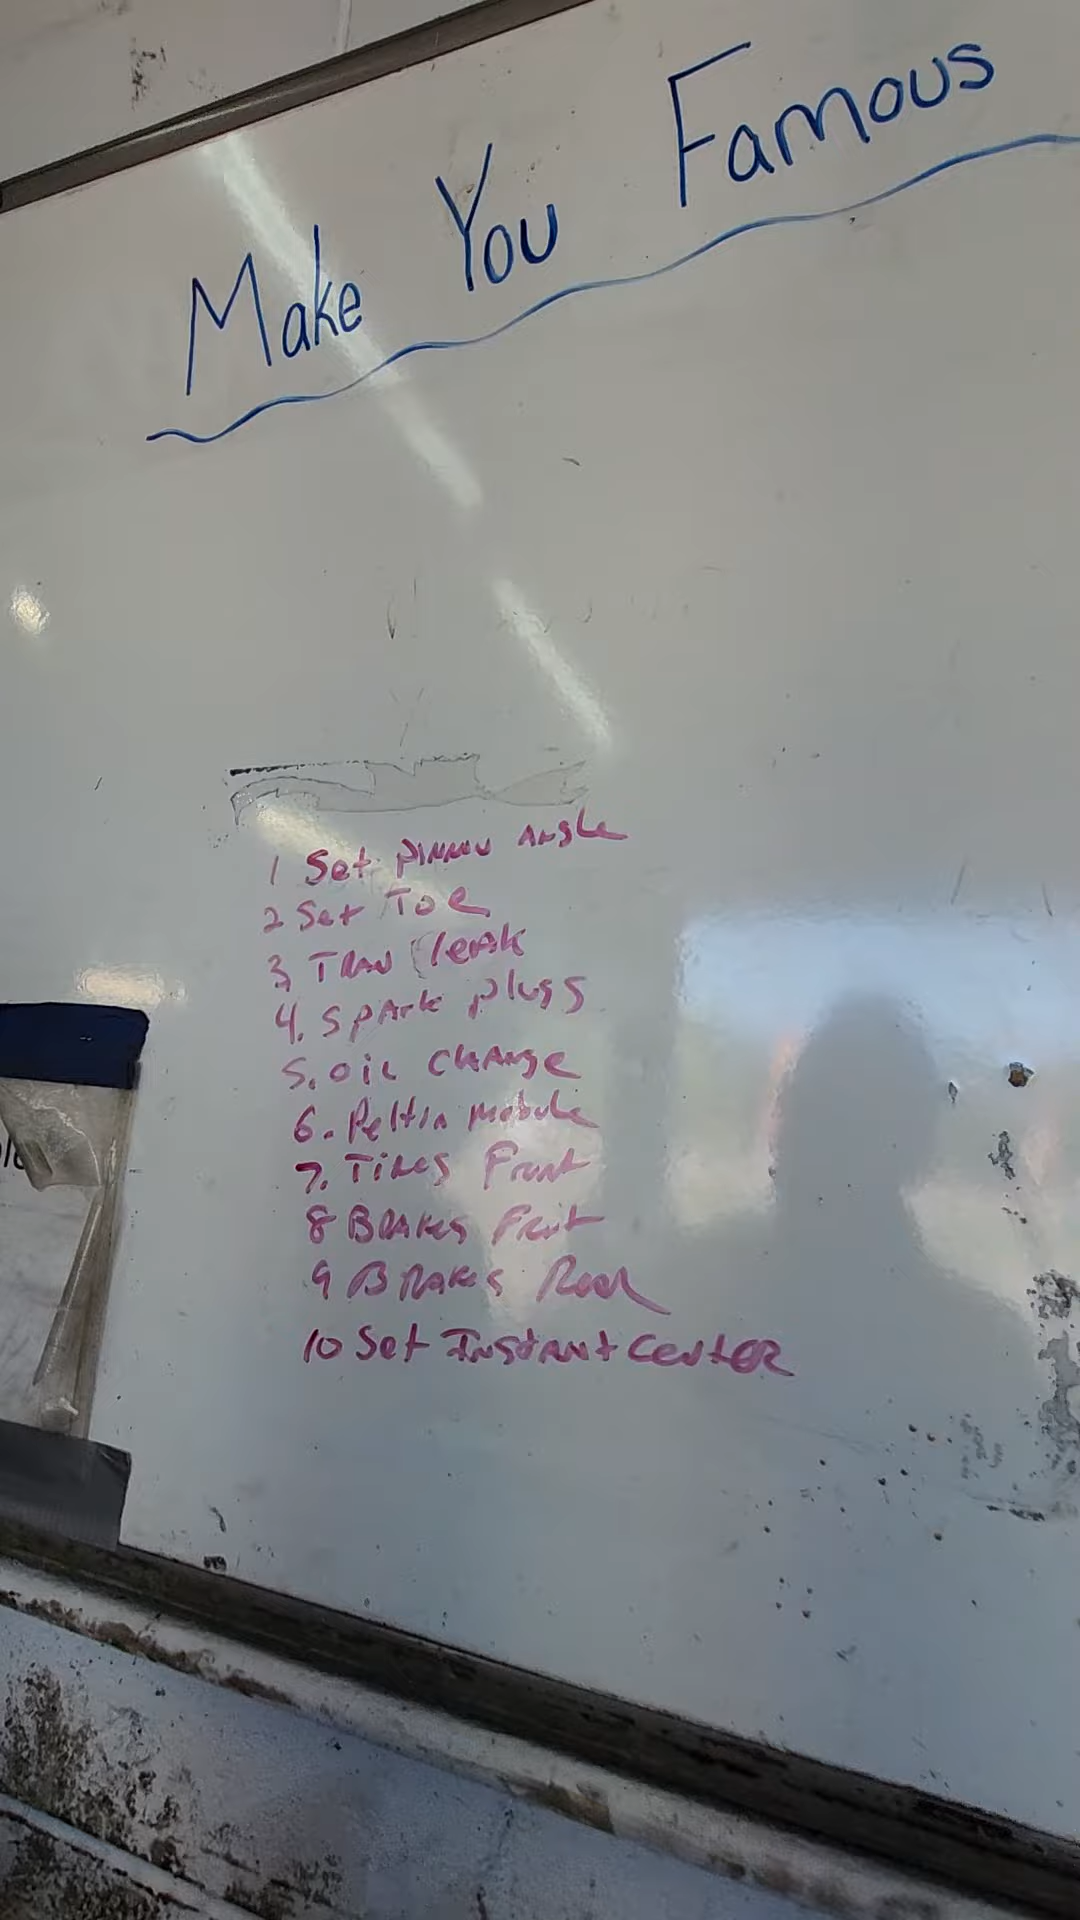 Make You Famous
1 Set pinion Angle
2 Set Toe
3, Tran leak
4. Spark plugs
5. Oil Change
6. Module
7. Tires Front
8 Brakes Front
9 Brakes Rear
10 Set Instant Center